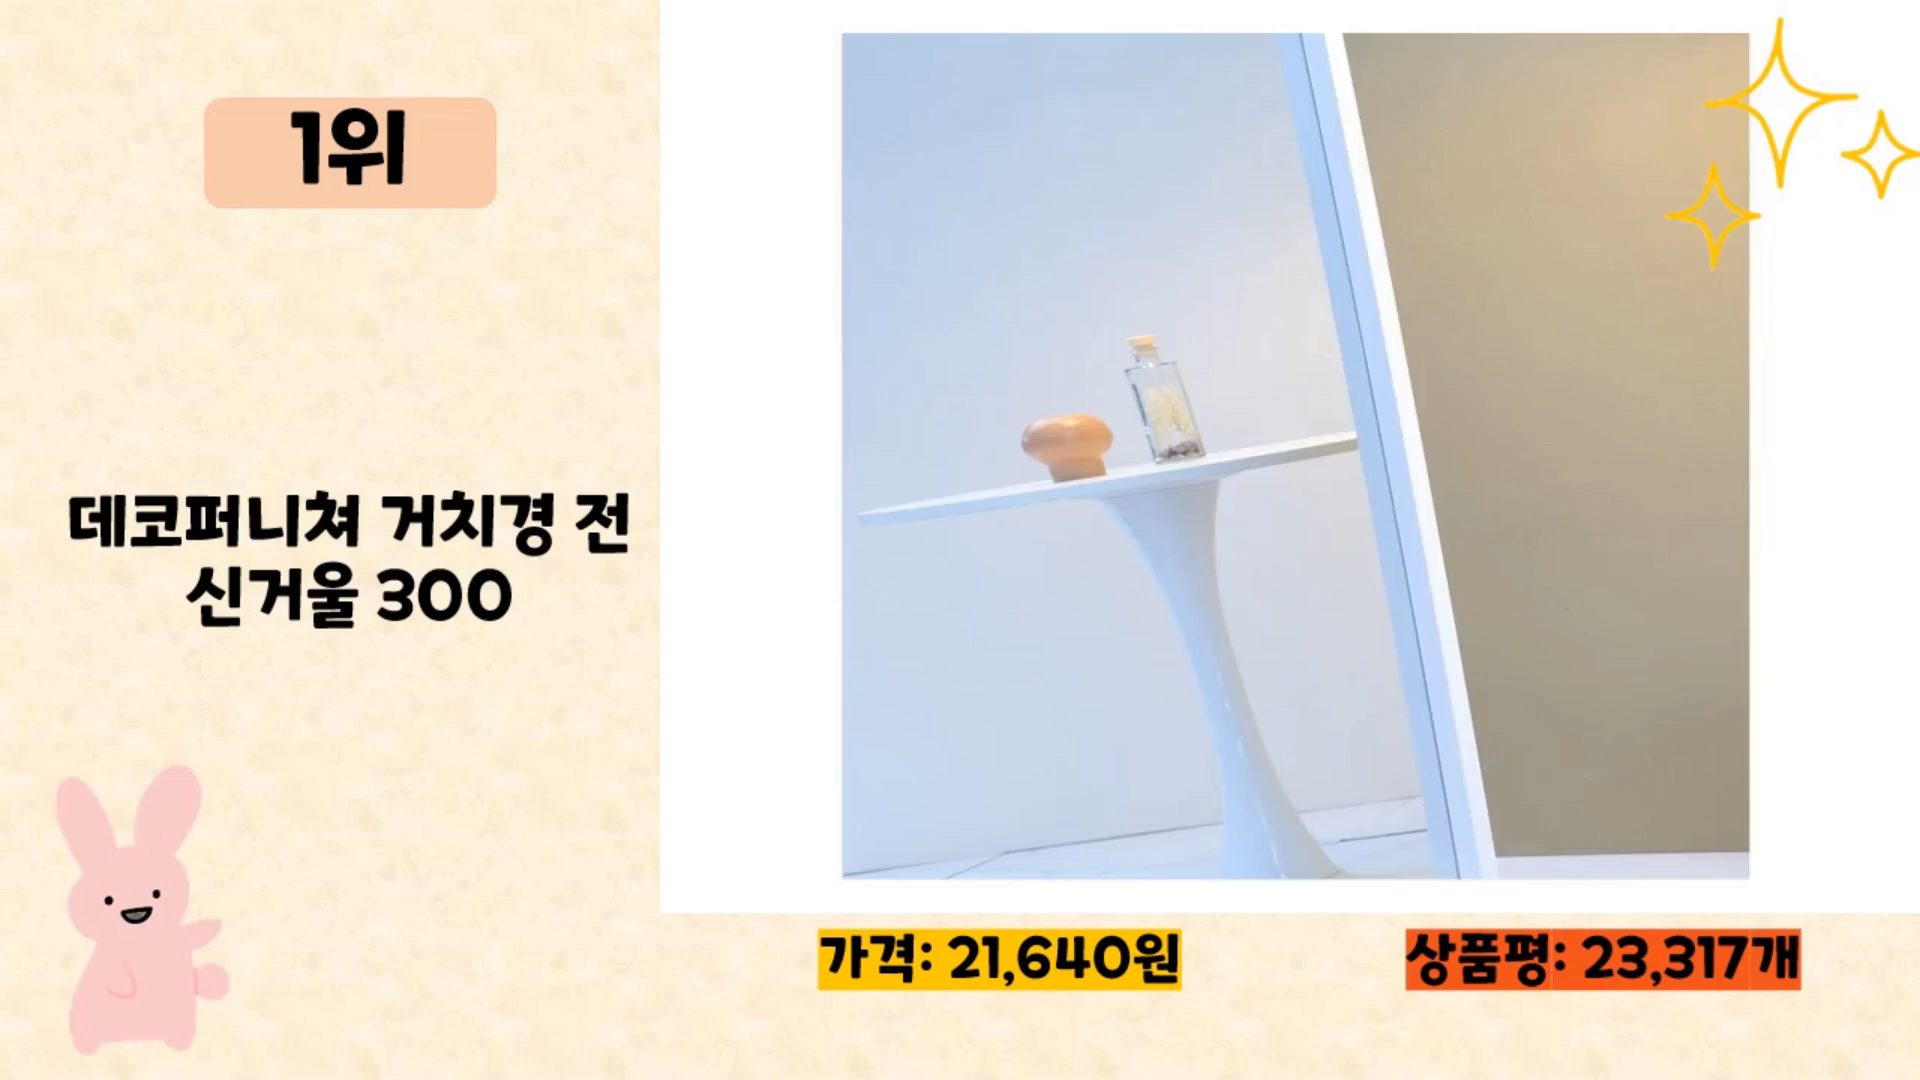 1위
데코퍼니쳐 거치경 전
신거울 300
가격: 21,640원
상품평: 23,317개